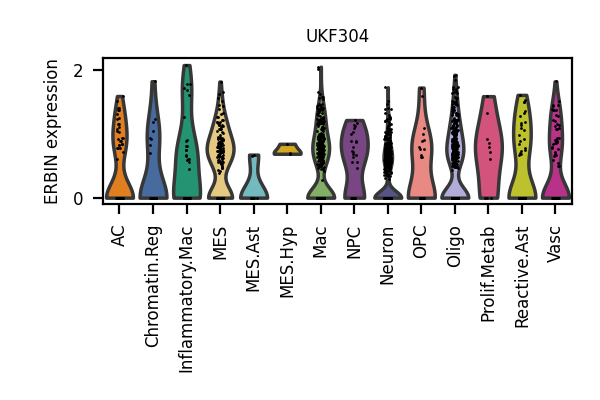 UKF304
ERBIN expression
2
0
AC
Chromatin.Reg
Inflammatory.Mac
MES
MES.Ast
MES.Hyp
Mac
NPC
Neuron
OPC
Oligo
Prolif.Metab
Reactive.Ast
Vasc